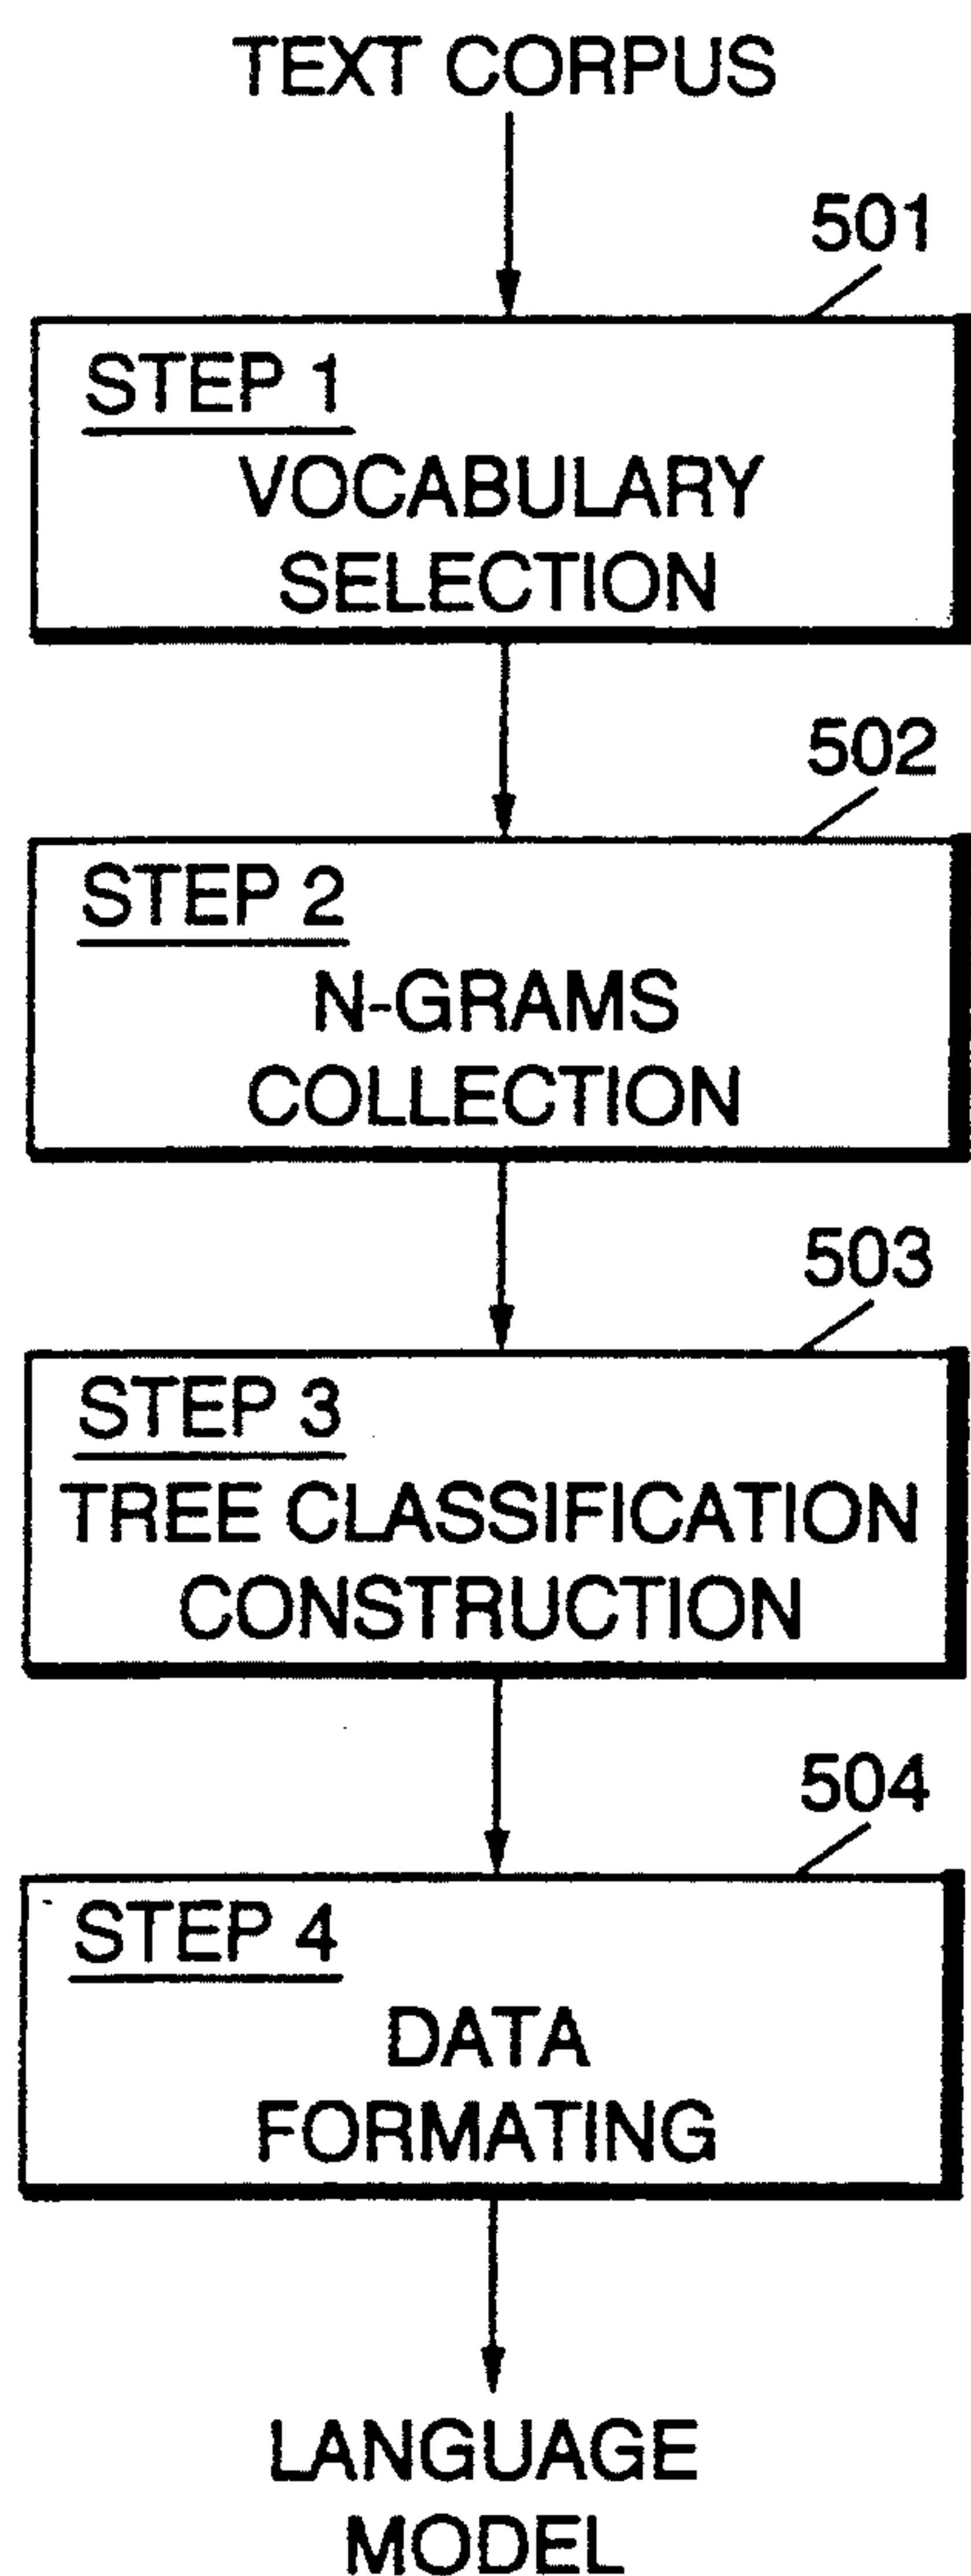 TEXT CORPUS
501
STEP 1
VOCABULARY
SELECTION
502
STEP 2
N-GRAMS
COLLECTION
503
STEP 3
TREE CLASSIFICATION
CONSTRUCTION
504
STEP 4
DATA
FORMATING
LANGUAGE
MODEL